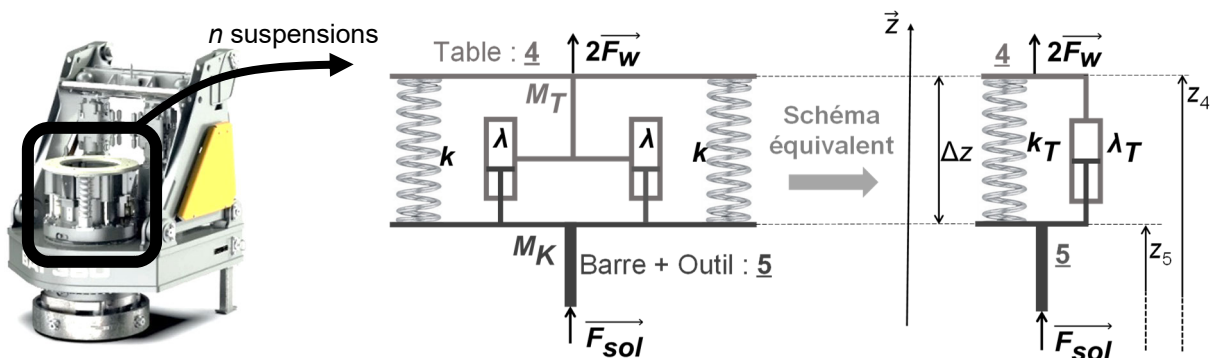 n suspensions
Table : 4
2F_w
M_T
λ
λ
k
k
M_K
Barre + Outil : 5
F_sol
Schéma
équivalent
z
4
2F_w
Δz
k_T
λ_T
z_4
z_5
5
F_sol